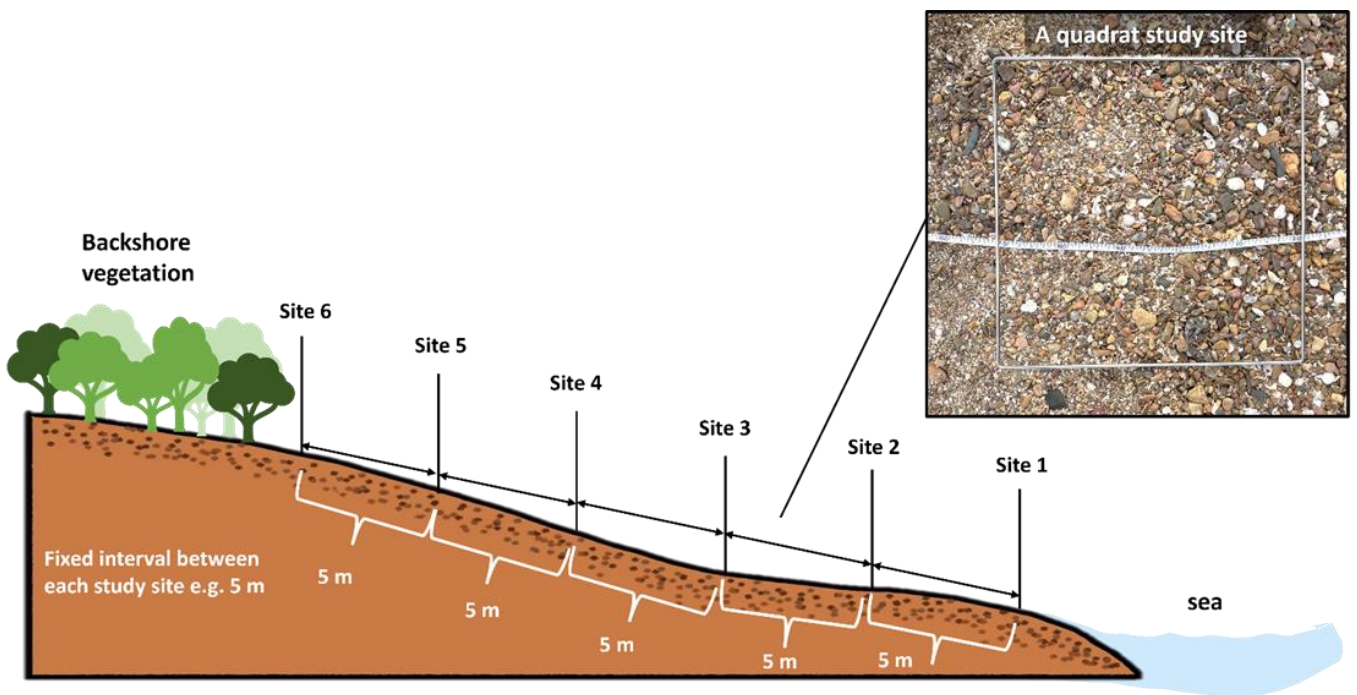 A quadrat study site
Backshore
vegetation
Site 6
Site 5
Site 4
Site 3
Site 2
Site 1
Fixed interval between
each study site e.g. 5 m
5 m
5 m
5 m
5 m
5 m
sea